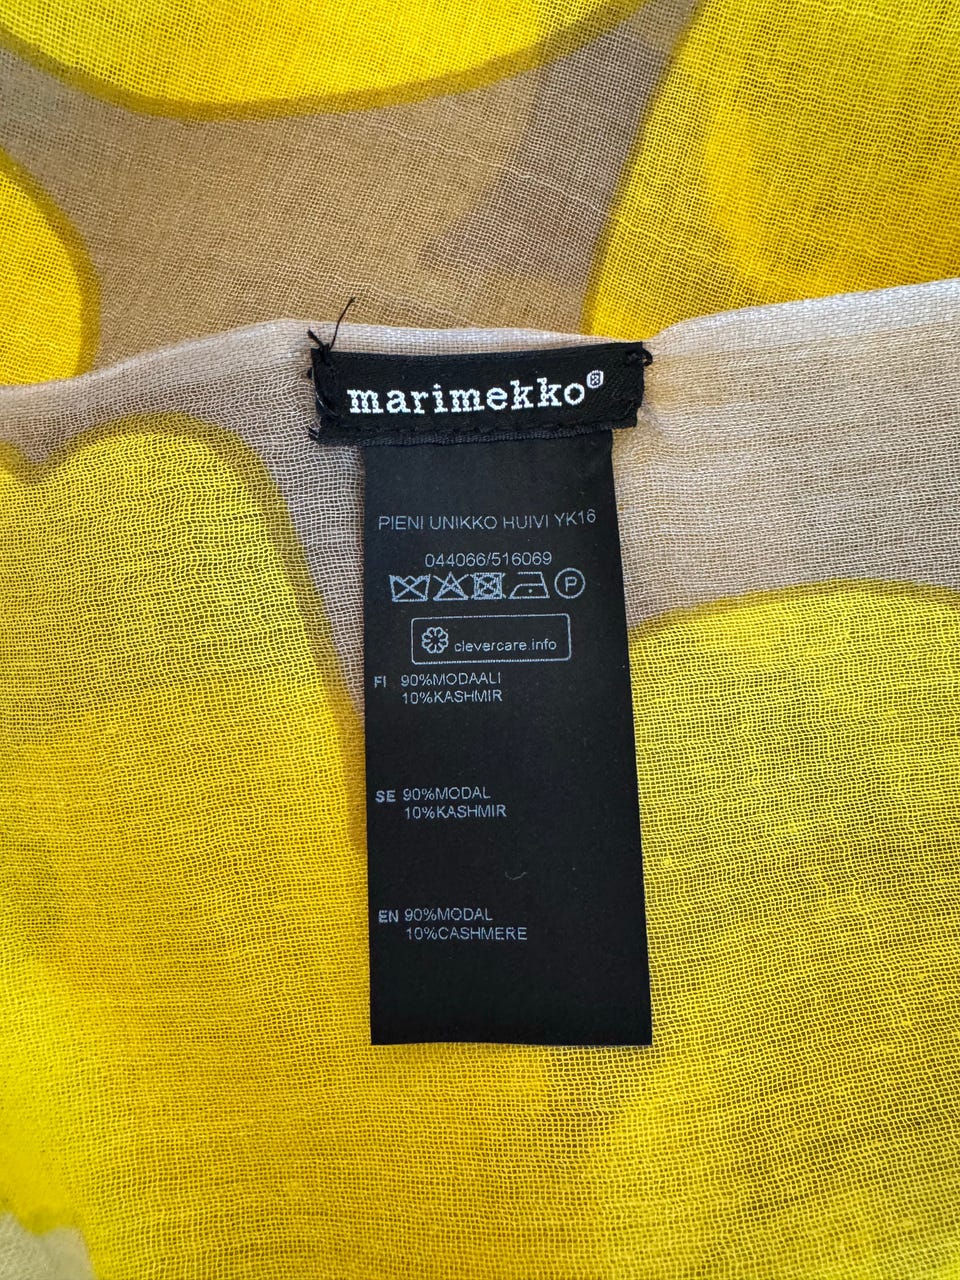 marimekko®
PIENI UNIKKO HUIVI YK16
044066/516069
P
clevercare.info
FI 90%MODAALI
10%KASHMIR
SE 90%MODAL
10%KASHMIR
EN 90%MODAL
10%CASHMERE